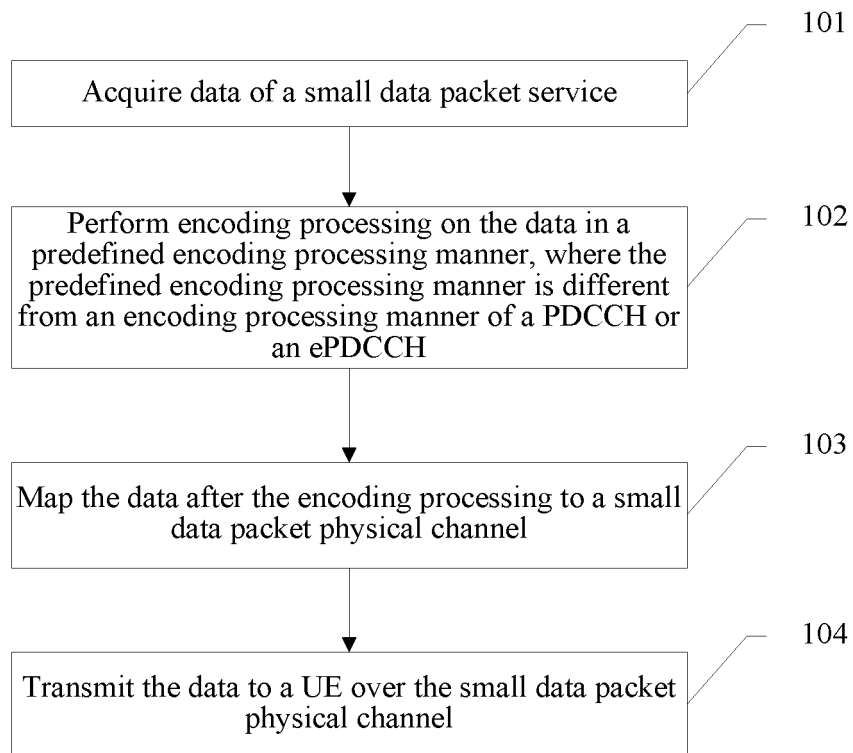 101
Acquire data of a small data packet service
102
Perform encoding processing on the data in a
predefined encoding processing manner, where the
predefined encoding processing manner is different
from an encoding processing manner of a PDCCH or
an ePDCCH
103
Map the data after the encoding processing to a small
data packet physical channel
104
Transmit the data to a UE over the small data packet
physical channel